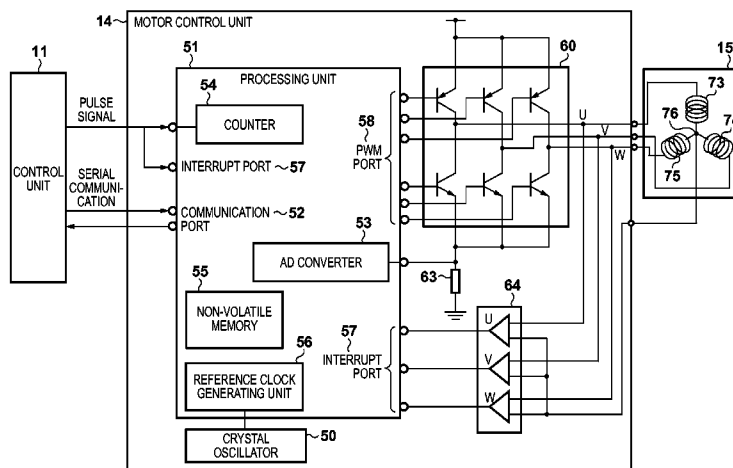 14
MOTOR CONTROL UNIT
11
CONTROL
UNIT
PULSE
SIGNAL
SERIAL
COMMUNI-
CATION
51
PROCESSING UNIT
54
COUNTER
INTERRUPT PORT
57
COMMUNICATION
PORT
52
53
AD CONVERTER
55
NON-VOLATILE
MEMORY
56
REFERENCE CLOCK
GENERATING UNIT
CRYSTAL
OSCILLATOR
50
58
PWM
PORT
57
INTERRUPT
PORT
60
63
64
U
V
W
U
V
W
15
73
76
75